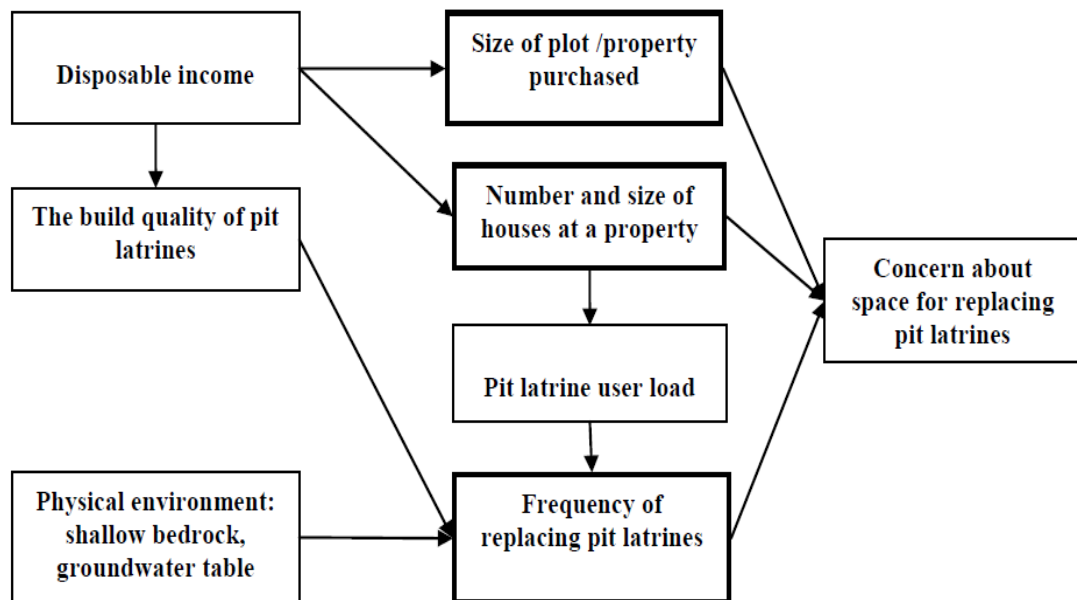 Disposable income
Size of plot /property
purchased
The build quality of pit
latrines
Number and size of
houses at a property
Concern about
space for replacing
pit latrines
Pit latrine user load
Physical environment:
shallow bedrock,
groundwater table
Frequency of
replacing pit latrines